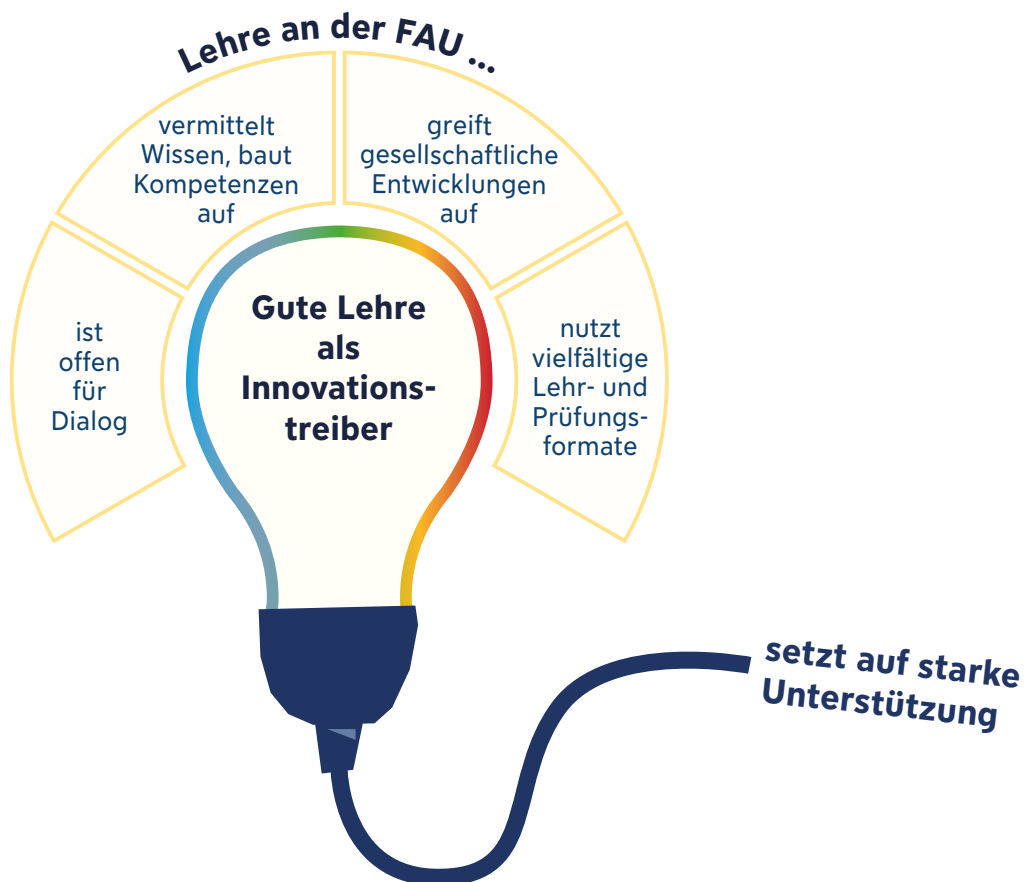 Lehre an der FAU ...
vermittelt
Wissen, baut
Kompetenzen
auf
greift
gesellschaftliche
Entwicklungen
auf
ist
offen
für
Dialog
Gute Lehre
als
Innovations-
treiber
nutzt
vielfältige
Lehr- und
Prüfungs-
formate
setzt auf starke
Unterstützung